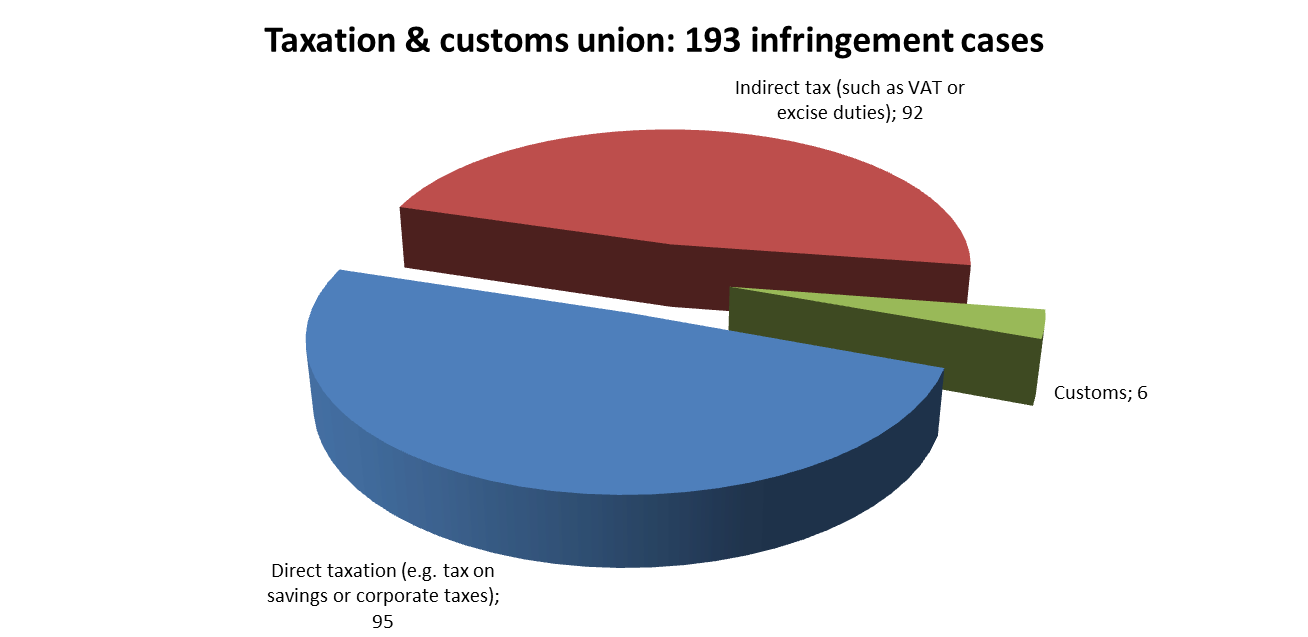 Taxation & customs union: 193 infringement cases
Indirect tax (such as VAT or
excise duties); 92
Customs; 6
Direct taxation (e.g. tax on
savings or corporate taxes);
95